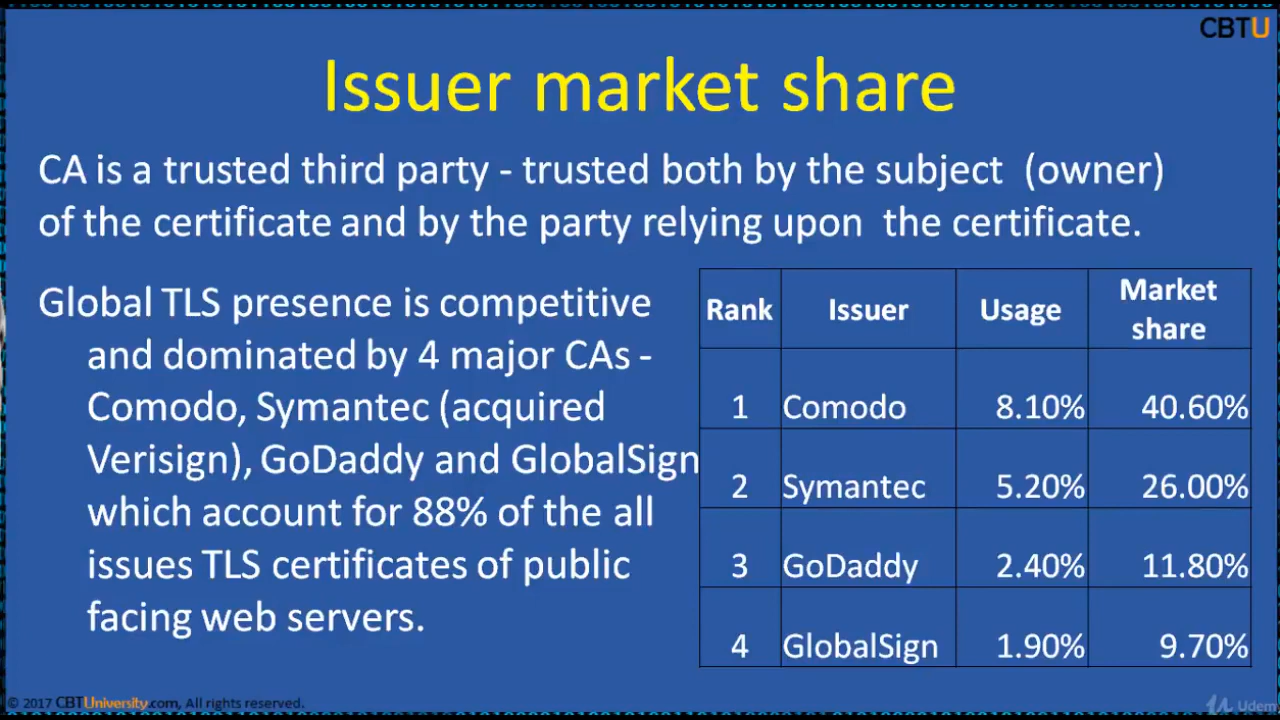 CBTU
Issuer market share
CA is a trusted third party - trusted both by the subject (owner)
of the certificate and by the party relying upon the certificate.
Global TLS presence is competitive
and dominated by 4 major CAs -
Comodo, Symantec (acquired
Verisign), GoDaddy and GlobalSign
which account for 88% of the all
issues TLS certificates of public
facing web servers.
Rank Issuer Usage Market share
1 Comodo 8.10% 40.60%
2 Symantec 5.20% 26.00%
3 GoDaddy 2.40% 11.80%
4 GlobalSign 1.90% 9.70%
© 2017 CBTUniversity.com, All rights reserved.